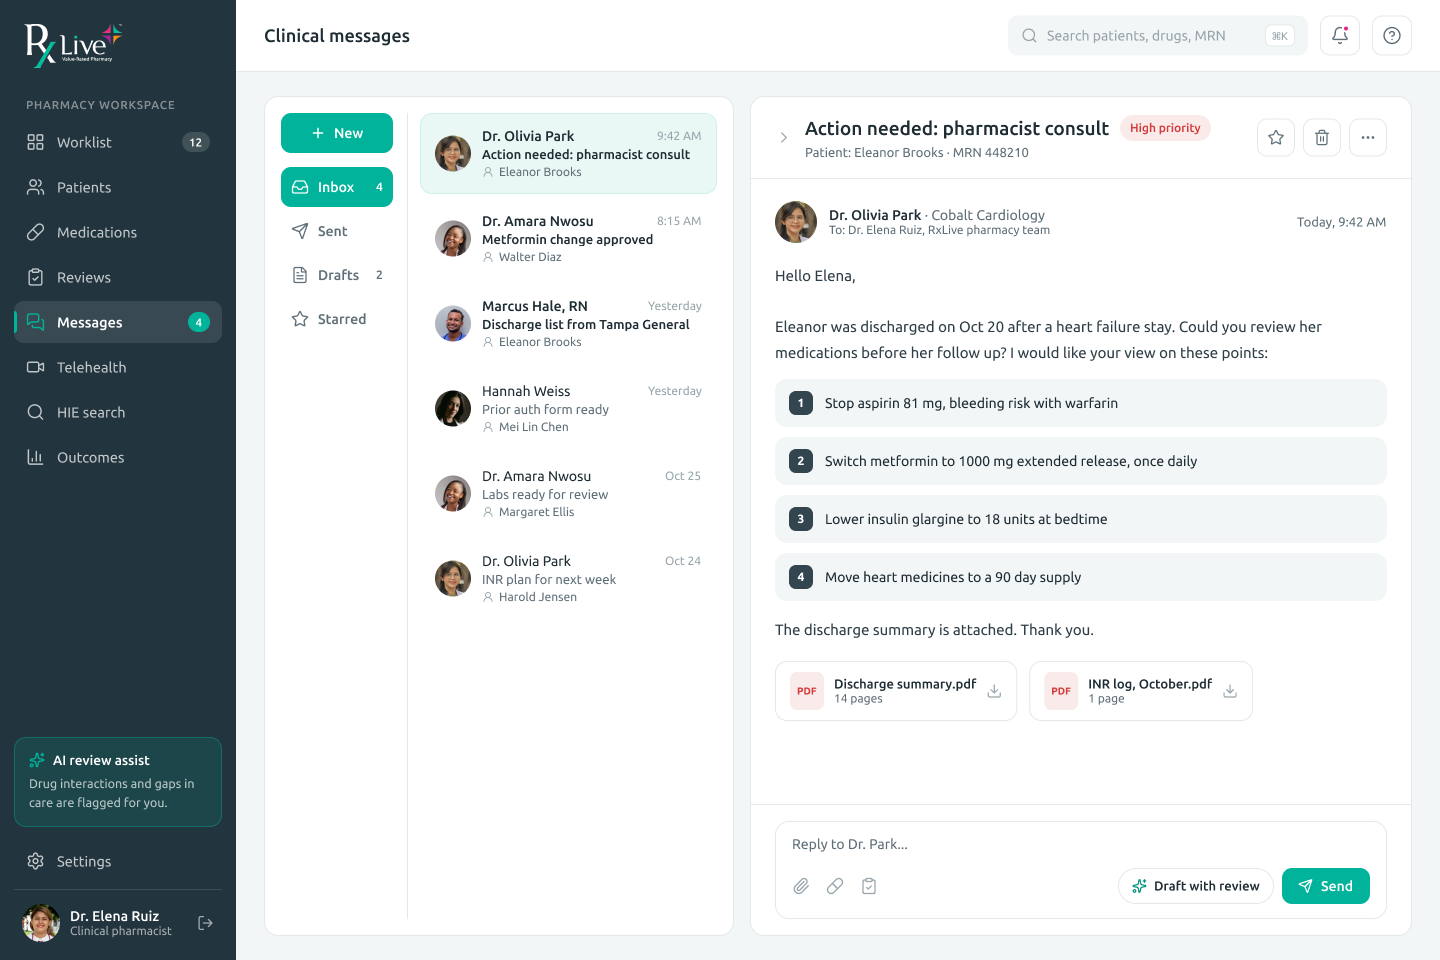 Rx Live
Value-Based Pharmacy
PHARMACY WORKSPACE
Worklist 12
Patients
Medications
Reviews
Messages 4
Telehealth
HIE search
Outcomes
AI review assist
Drug interactions and gaps in
care are flagged for you.
Settings
Dr. Elena Ruiz
Clinical pharmacist
Clinical messages
Search patients, drugs, MRN ⌘K
New
Inbox 4
Sent
Drafts 2
Starred
Dr. Olivia Park 9:42 AM
Action needed: pharmacist consult
Eleanor Brooks
Dr. Amara Nwosu 8:15 AM
Metformin change approved
Walter Diaz
Marcus Hale, RN Yesterday
Discharge list from Tampa General
Eleanor Brooks
Hannah Weiss Yesterday
Prior auth form ready
Mei Lin Chen
Dr. Amara Nwosu Oct 25
Labs ready for review
Margaret Ellis
Dr. Olivia Park Oct 24
INR plan for next week
Harold Jensen
Action needed: pharmacist consult High priority
Patient: Eleanor Brooks · MRN 448210
Dr. Olivia Park · Cobalt Cardiology
To: Dr. Elena Ruiz, RxLive pharmacy team
Today, 9:42 AM
Hello Elena,
Eleanor was discharged on Oct 20 after a heart failure stay. Could you review her
medications before her follow up? I would like your view on these points:
1 Stop aspirin 81 mg, bleeding risk with warfarin
2 Switch metformin to 1000 mg extended release, once daily
3 Lower insulin glargine to 18 units at bedtime
4 Move heart medicines to a 90 day supply
The discharge summary is attached. Thank you.
PDF Discharge summary.pdf
14 pages
PDF INR log, October.pdf
1 page
Reply to Dr. Park...
Draft with review
Send